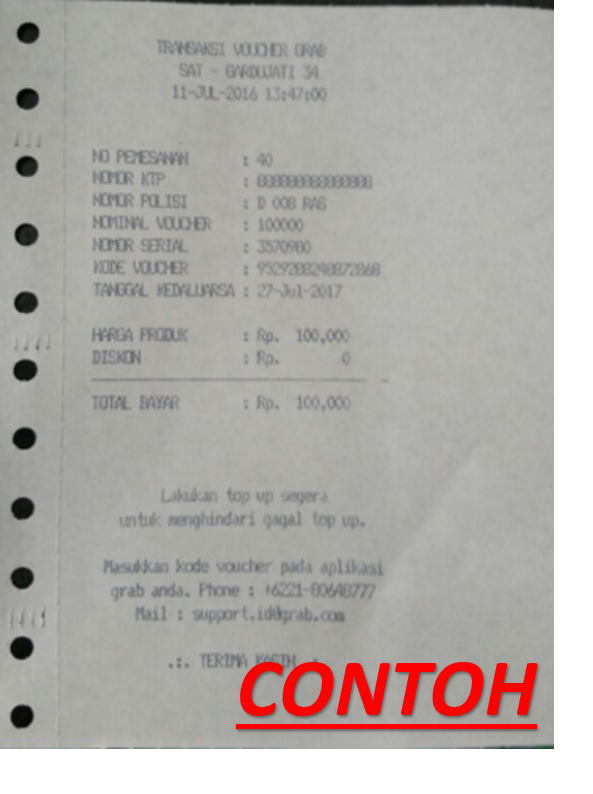 TRANSAKSI VOUCHER GRAB
SAT - GARDUJATI 34
11-JUL-2016 13:47:00
NO PEMESANAN : 40
NOMOR KTP :
NOMOR POLISI : D 008 RAS
NOMINAL VOUCHER : 100000
NOMOR SERIAL : 3570980
KODE VOUCHER :
TANGGAL KEDALUARSA : 27-Jul-2017
HARGA PRODUK : Rp. 100,000
DISKON : Rp. 0
TOTAL BAYAR : Rp. 100,000
Lakukan top up segera
untuk menghindari gagal top up.
Masukkan kode voucher pada aplikasi
grab anda. Phone : +6221-80648777
Mail : support.id@grab.com
.:. TERIMA KASIH
CONTOH